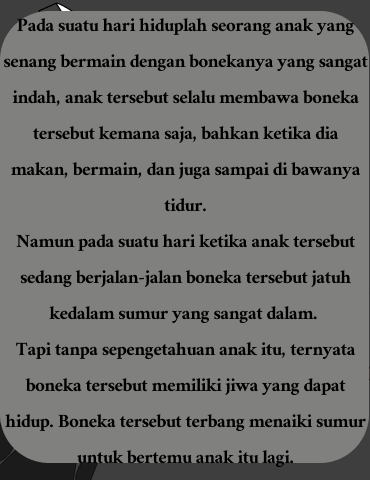 Pada suatu hari hiduplah seorang anak yang
senang bermain dengan bonekanya yang sangat
indah, anak tersebut selalu membawa boneka
tersebut kemana saja, bahkan ketika dia
makan, bermain, dan juga sampai di bawanya
tidur.
Namun pada suatu hari ketika anak tersebut
sedang berjalan-jalan boneka tersebut jatuh
kedalam sumur yang sangat dalam.
Tapi tanpa sepengetahuan anak itu, ternyata
boneka tersebut memiliki jiwa yang dapat
hidup. Boneka tersebut terbang menaiki sumur
untuk bertemu anak itu lagi.